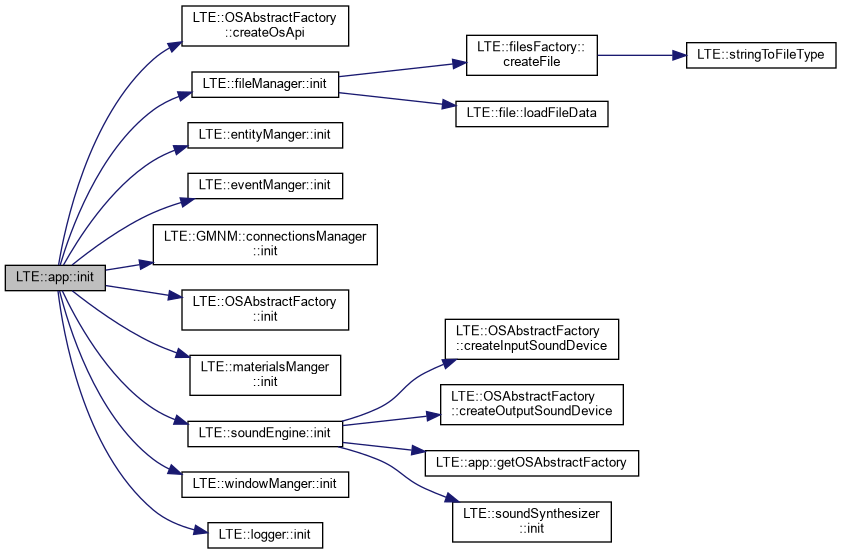 LTE::app::init
LTE::OSAbstractFactory
::createOsApi
LTE::fileManager::init
LTE::filesFactory::
createFile
LTE::stringToFileType
LTE::file::loadFileData
LTE::entityManger::init
LTE::eventManger::init
LTE::GMNM::connectionsManager
::init
LTE::OSAbstractFactory
::init
LTE::materialsManger
::init
LTE::soundEngine::init
LTE::OSAbstractFactory
::createInputSoundDevice
LTE::OSAbstractFactory
::createOutputSoundDevice
LTE::app::getOSAbstractFactory
LTE::soundSynthesizer
::init
LTE::windowManger::init
LTE::logger::init